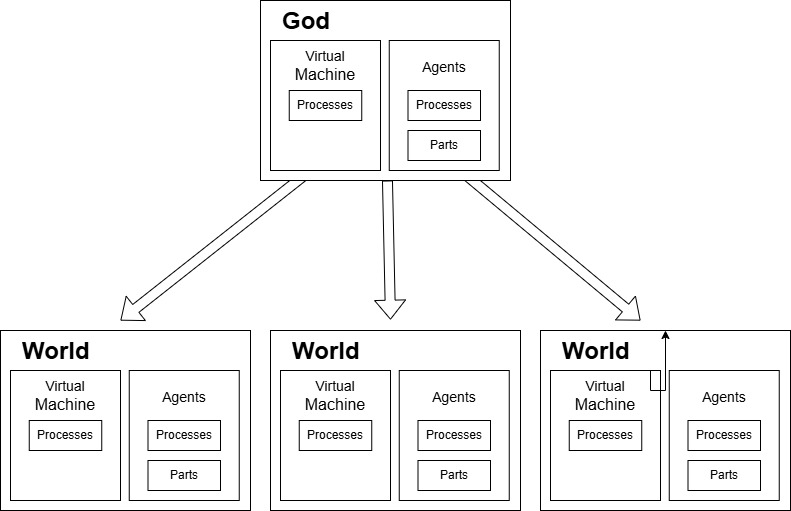 God
Virtual
Machine
Processes
Agents
Processes
Parts
World
Virtual
Machine
Processes
Agents
Processes
Parts
World
Virtual
Machine
Processes
Agents
Processes
Parts
World
Virtual
Machine
Processes
Agents
Processes
Parts